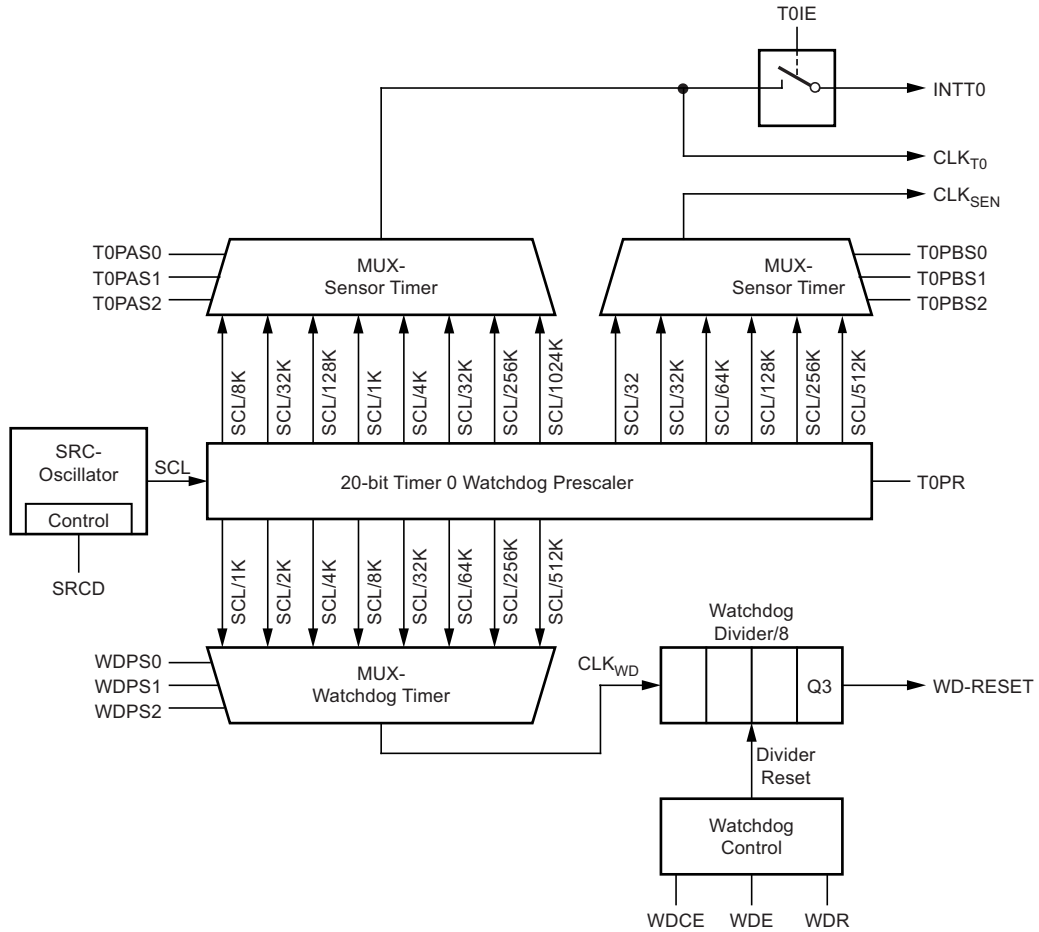 T0IE
INTT0
CLKT0
CLKSEN
T0PAS0
T0PAS1
T0PAS2
MUX-
Sensor Timer
MUX-
Sensor Timer
T0PBS0
T0PBS1
T0PBS2
SCL/8K
SCL/32K
SCL/128K
SCL/1K
SCL/4K
SCL/32K
SCL/256K
SCL/1024K
SCL/32
SCL/32K
SCL/64K
SCL/128K
SCL/256K
SCL/512K
SRC-
Oscillator
Control
SRCD
SCL
20-bit Timer 0 Watchdog Prescaler
T0PR
SCL/1K
SCL/2K
SCL/4K
SCL/8K
SCL/32K
SCL/64K
SCL/256K
SCL/512K
WDPS0
WDPS1
WDPS2
MUX-
Watchdog Timer
CLKWD
Watchdog
Divider/8
Q3
WD-RESET
Divider
Reset
Watchdog
Control
WDCE
WDE
WDR